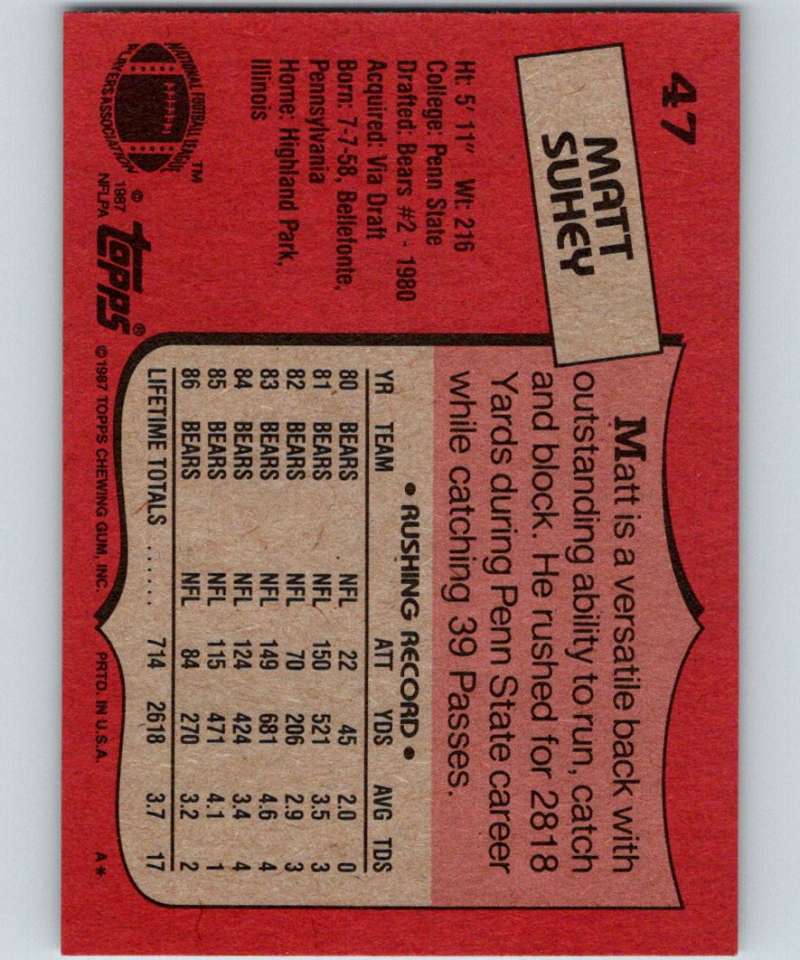 47
MATT
SUHEY
Ht: 5' 11" Wt: 216
College: Penn State
Drafted: Bears #2 - 1980
Acquired: Via Draft
Born: 7-7-58, Bellefonte,
Pennsylvania
Home: Highland Park,
Illinois
NATIONAL FOOTBALL LEAGUE
PLAYERS ASSOCIATION
™
© 1987
NFLPA
topps®
Matt is a versatile back with
outstanding ability to run, catch
and block. He rushed for 2818
Yards during Penn State career
while catching 39 Passes.
• RUSHING RECORD •
YR TEAM ATT YDS AVG TDS
80 BEARS NFL 22 45 2.0 0
81 BEARS NFL 150 521 3.5 3
82 BEARS NFL 70 206 2.9 3
83 BEARS NFL 149 681 4.6 4
84 BEARS NFL 124 424 3.4 4
85 BEARS NFL 115 471 4.1 1
86 BEARS NFL 84 270 3.2 2
LIFETIME TOTALS ...... 714 2618 3.7 17
© 1987 TOPPS CHEWING GUM, INC. PRTD. IN U.S.A. A*